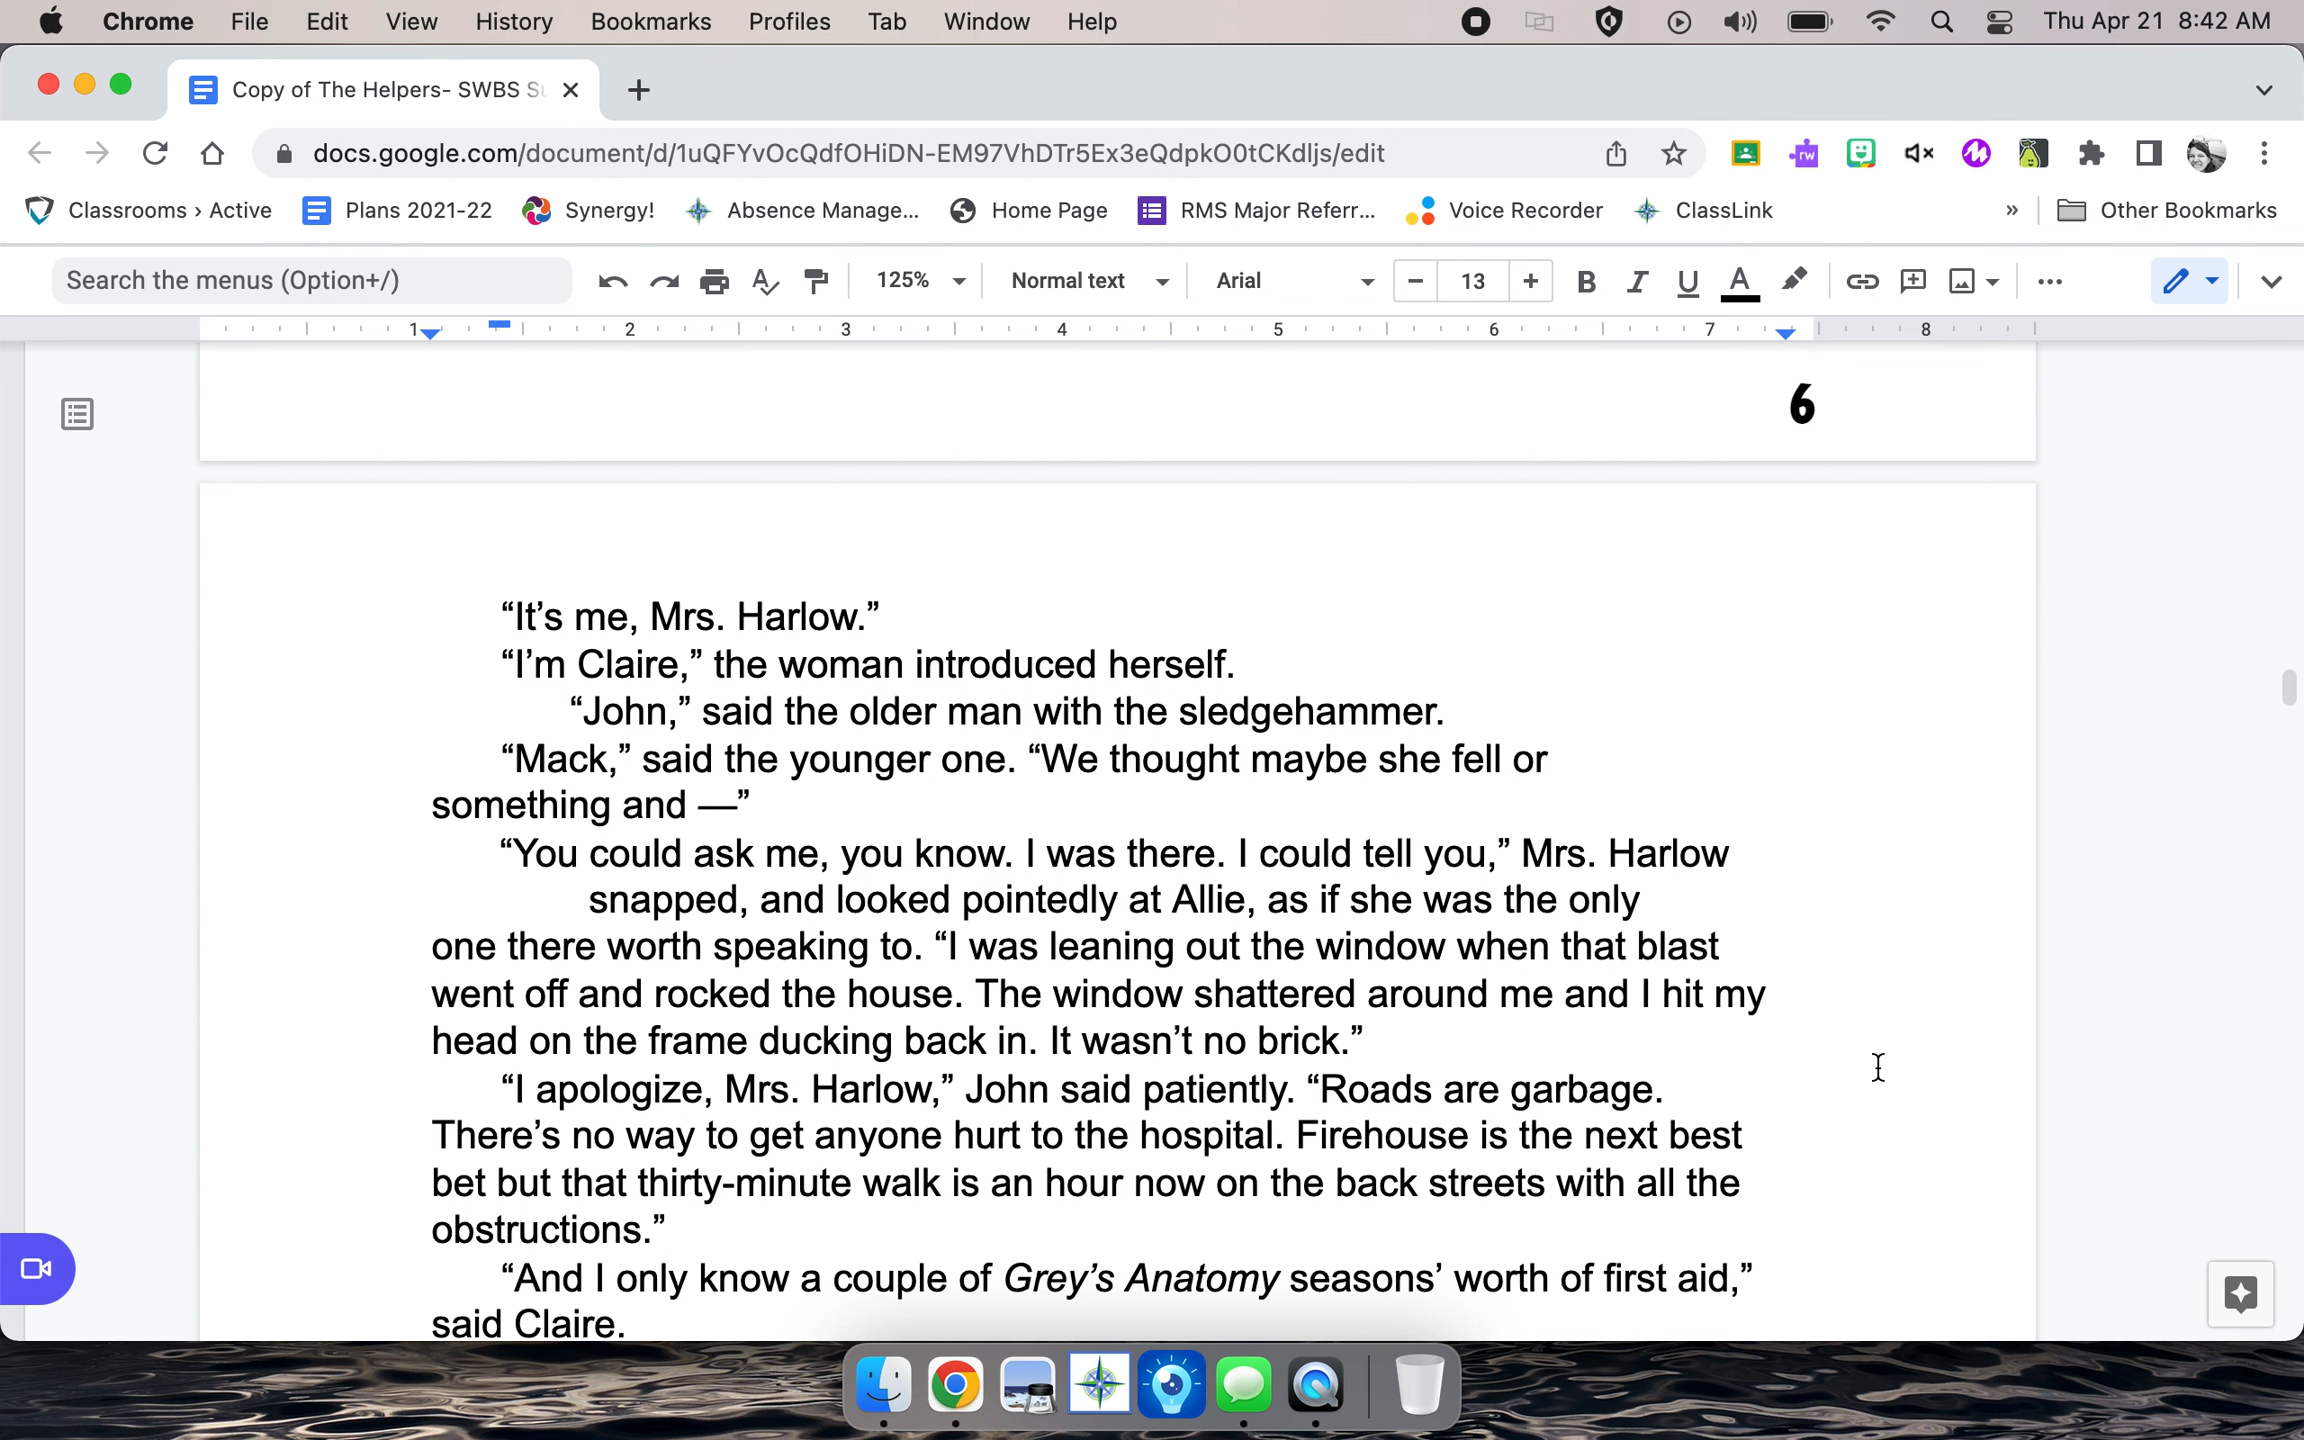 Chrome File Edit View History Bookmarks Profiles Tab Window Help Thu Apr 21 8:42 AM
Copy of The Helpers- SWBS
docs.google.com/document/d/1uQFYvOcQdfOHiDN-EM97VhDTr5Ex3eQdpkO0tCKdljs/edit
rw
Classrooms › Active Plans 2021-22 Synergy! Absence Manage... Home Page RMS Major Referr... Voice Recorder ClassLink » Other Bookmarks
Search the menus (Option+/) 125% Normal text Arial 13 B I U A
1 2 3 4 5 6 7 8
6
“It’s me, Mrs. Harlow.”
“I’m Claire,” the woman introduced herself.
“John,” said the older man with the sledgehammer.
“Mack,” said the younger one. “We thought maybe she fell or
something and —”
“You could ask me, you know. I was there. I could tell you,” Mrs. Harlow
snapped, and looked pointedly at Allie, as if she was the only
one there worth speaking to. “I was leaning out the window when that blast
went off and rocked the house. The window shattered around me and I hit my
head on the frame ducking back in. It wasn’t no brick.”
“I apologize, Mrs. Harlow,” John said patiently. “Roads are garbage.
There’s no way to get anyone hurt to the hospital. Firehouse is the next best
bet but that thirty-minute walk is an hour now on the back streets with all the
obstructions.”
“And I only know a couple of Grey’s Anatomy seasons’ worth of first aid,”
said Claire.